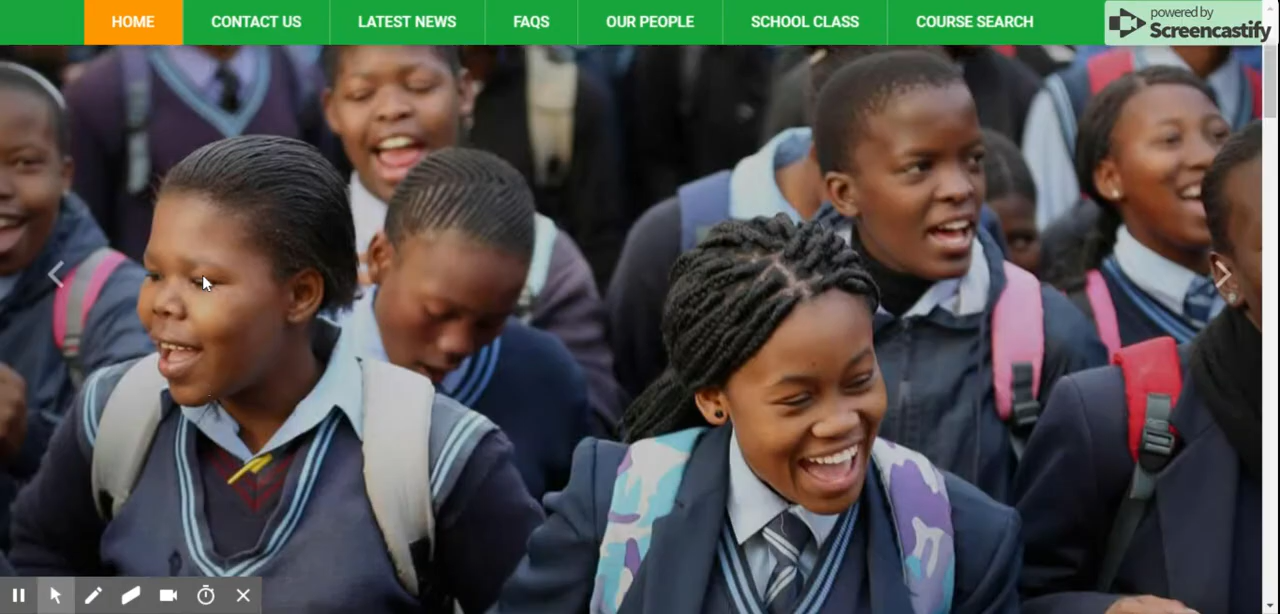 HOME CONTACT US LATEST NEWS FAQS OUR PEOPLE SCHOOL CLASS COURSE SEARCH
powered by
Screencastify